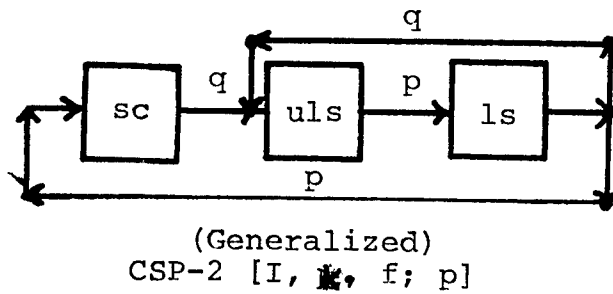 q
sc q uls p ls
p
(Generalized)
CSP-2 [I, , f; p]